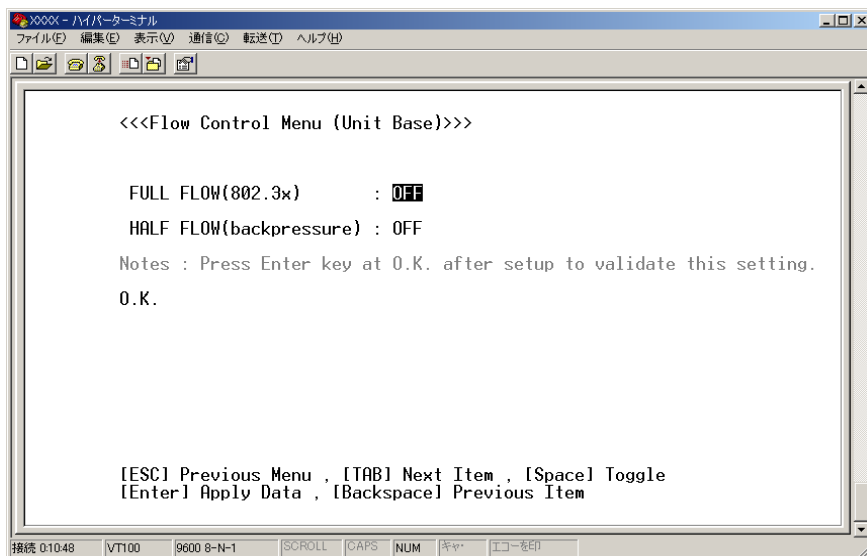 XXXX - ハイパーターミナル
ファイル(F) 編集(E) 表示(V) 通信(C) 転送(T) ヘルプ(H)
<<<Flow Control Menu (Unit Base)>>>
FULL FLOW(802.3x) : OFF
HALF FLOW(backpressure) : OFF
Notes : Press Enter key at O.K. after setup to validate this setting.
O.K.
[ESC] Previous Menu , [TAB] Next Item , [Space] Toggle
[Enter] Apply Data , [Backspace] Previous Item
接続 0:10:48 VT100 9600 8-N-1 SCROLL CAPS NUM キャ エコーを印